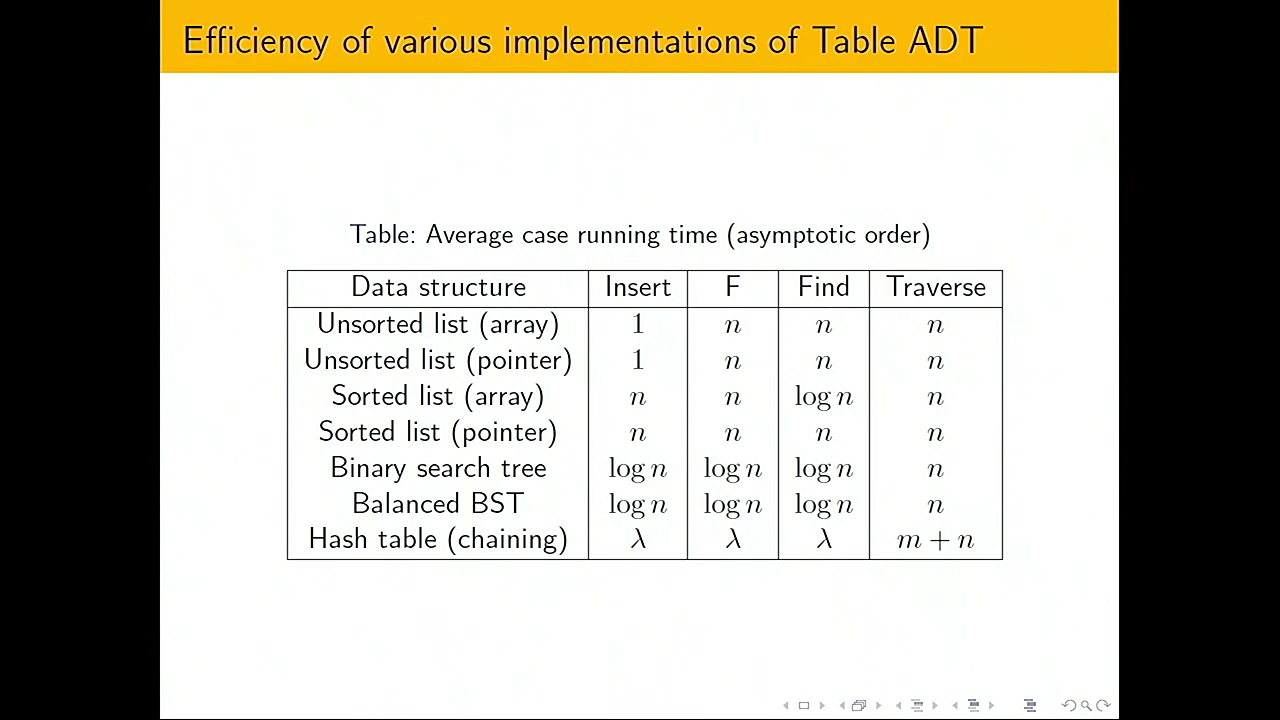 Efficiency of various implementations of Table ADT
Table: Average case running time (asymptotic order)
Data structure Insert F Find Traverse
Unsorted list (array) 1 n n n
Unsorted list (pointer) 1 n n n
Sorted list (array) n n log n n
Sorted list (pointer) n n n n
Binary search tree log n log n log n n
Balanced BST log n log n log n n
Hash table (chaining) λ λ λ m + n